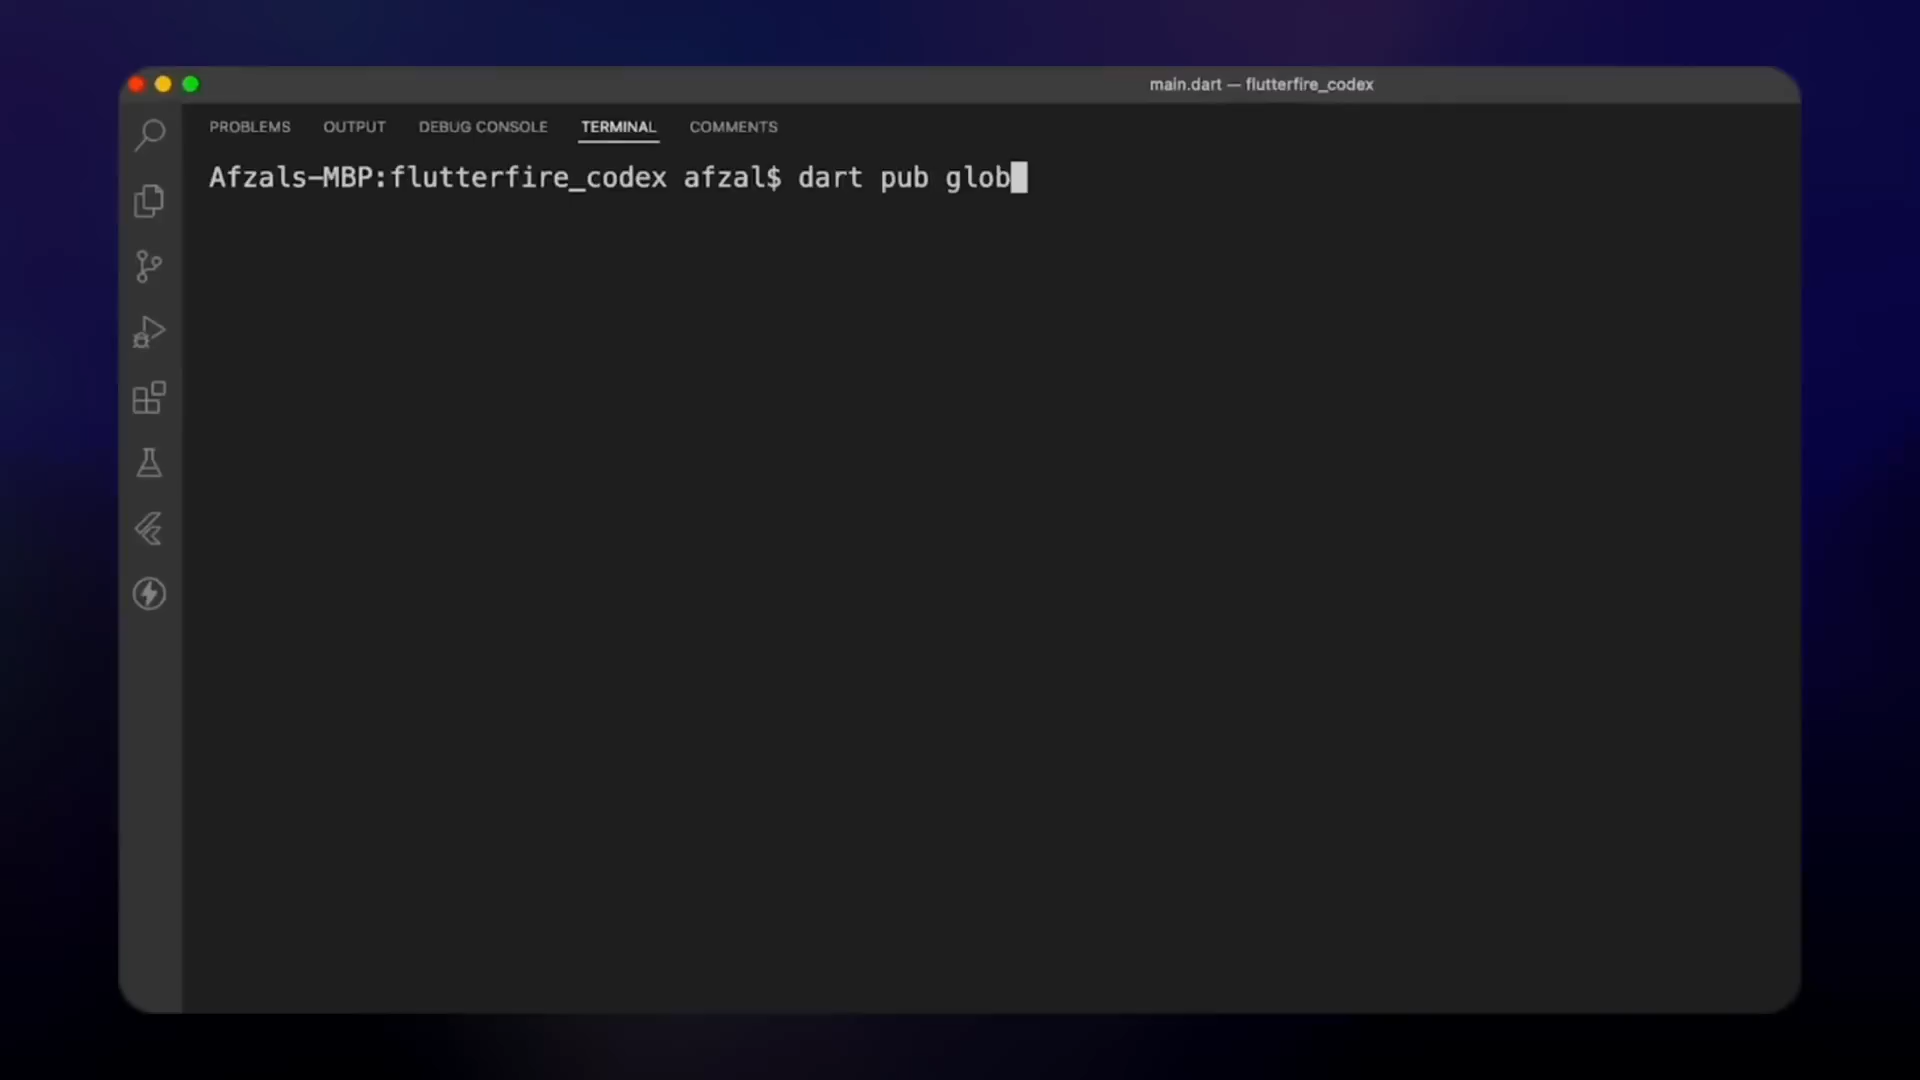 main.dart — flutterfire_codex
PROBLEMS OUTPUT DEBUG CONSOLE TERMINAL COMMENTS
Afzals-MBP:flutterfire_codex afzal$ dart pub glob